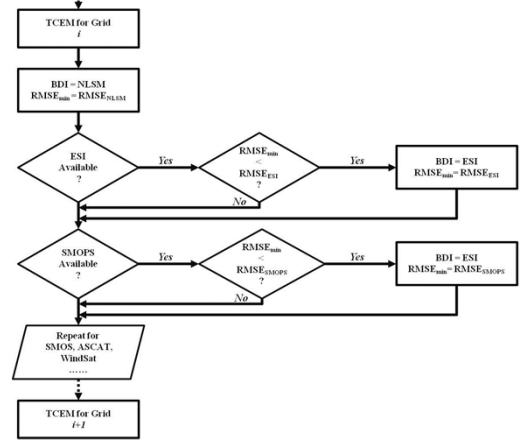 TCEM for Grid
i
BDI = NLSM
RMSEmin = RMSENLSM
ESI
Available
?
Yes
RMSEmin
<
RMSEESI
?
Yes
BDI = ESI
RMSEmin = RMSEESI
No
SMOPS
Available
?
Yes
RMSEmin
<
RMSESMOPS
?
Yes
BDI = ESI
RMSEmin = RMSESMOPS
No
Repeat for
SMOS, ASCAT,
WindSat
……
TCEM for Grid
i+1